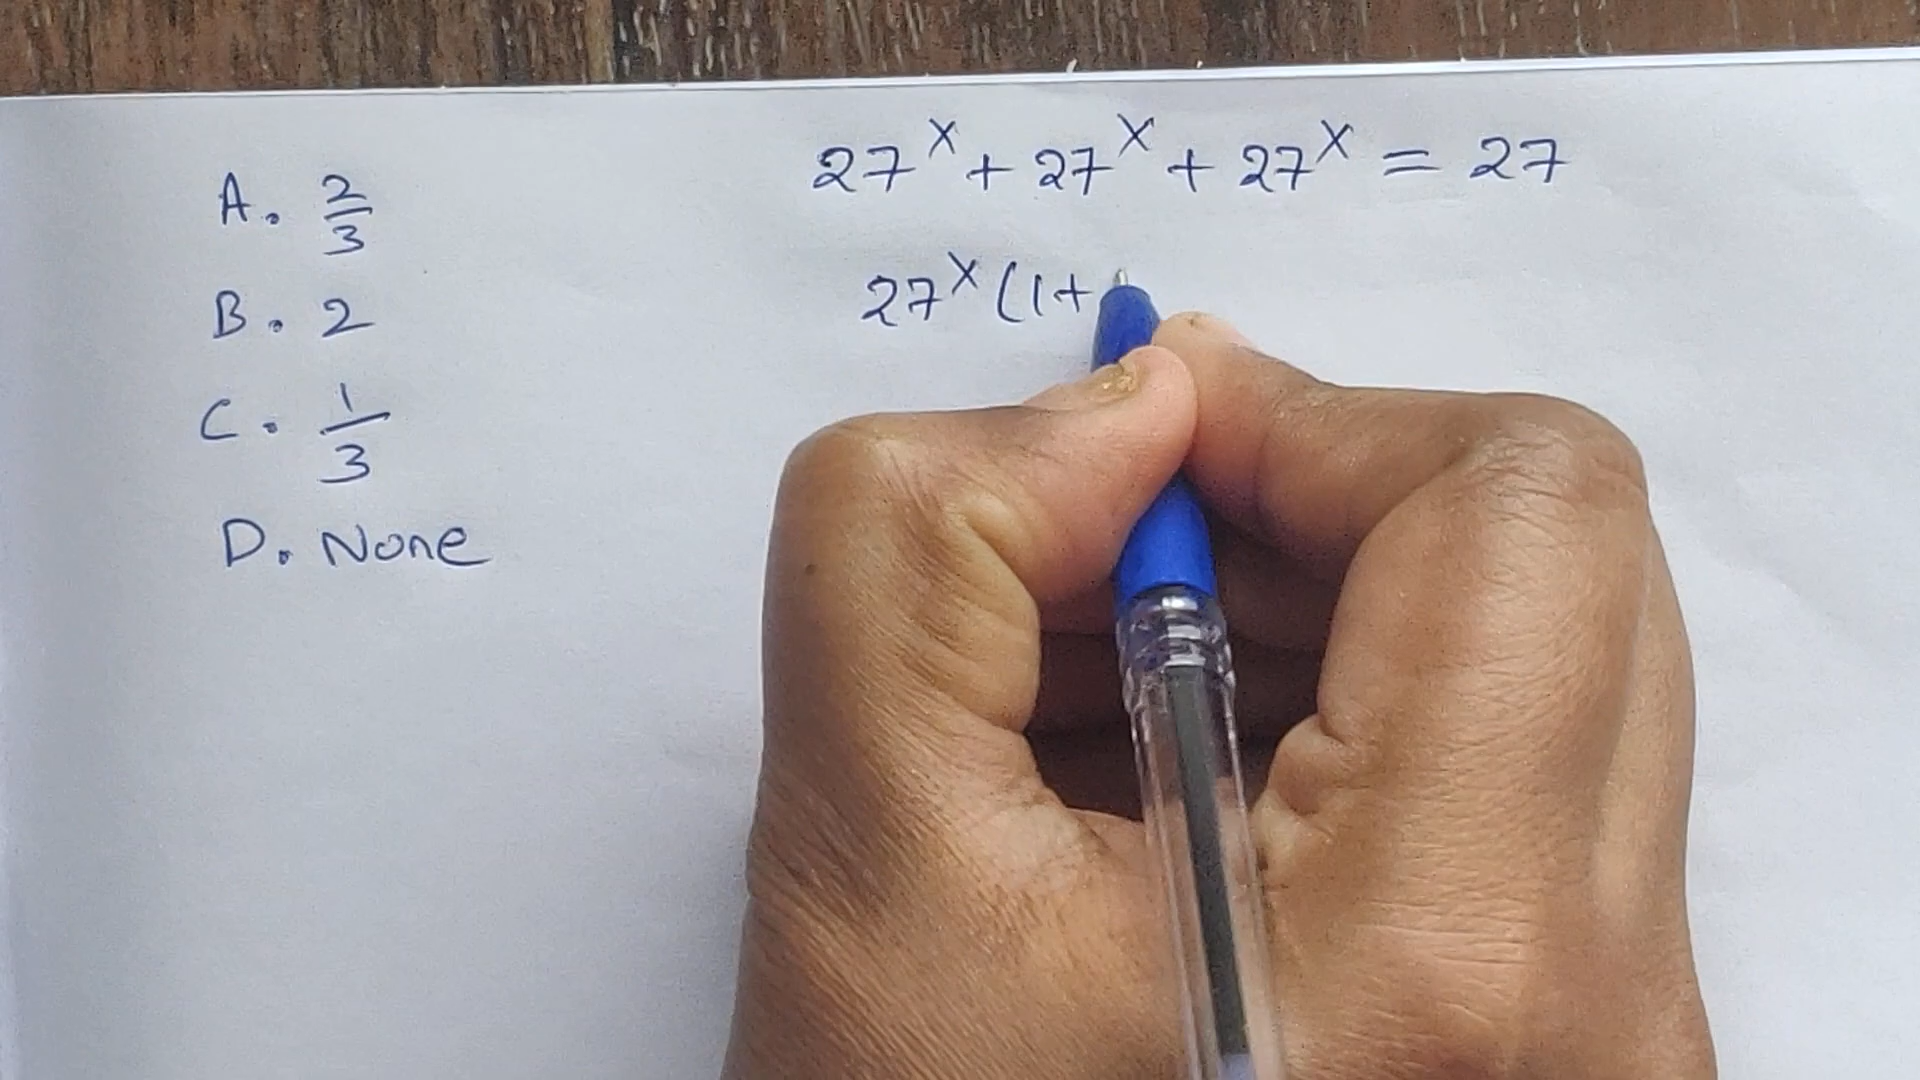 27^x + 27^x + 27^x = 27
27^x (1+
A. 2/3
B. 2
C. 1/3
D. None